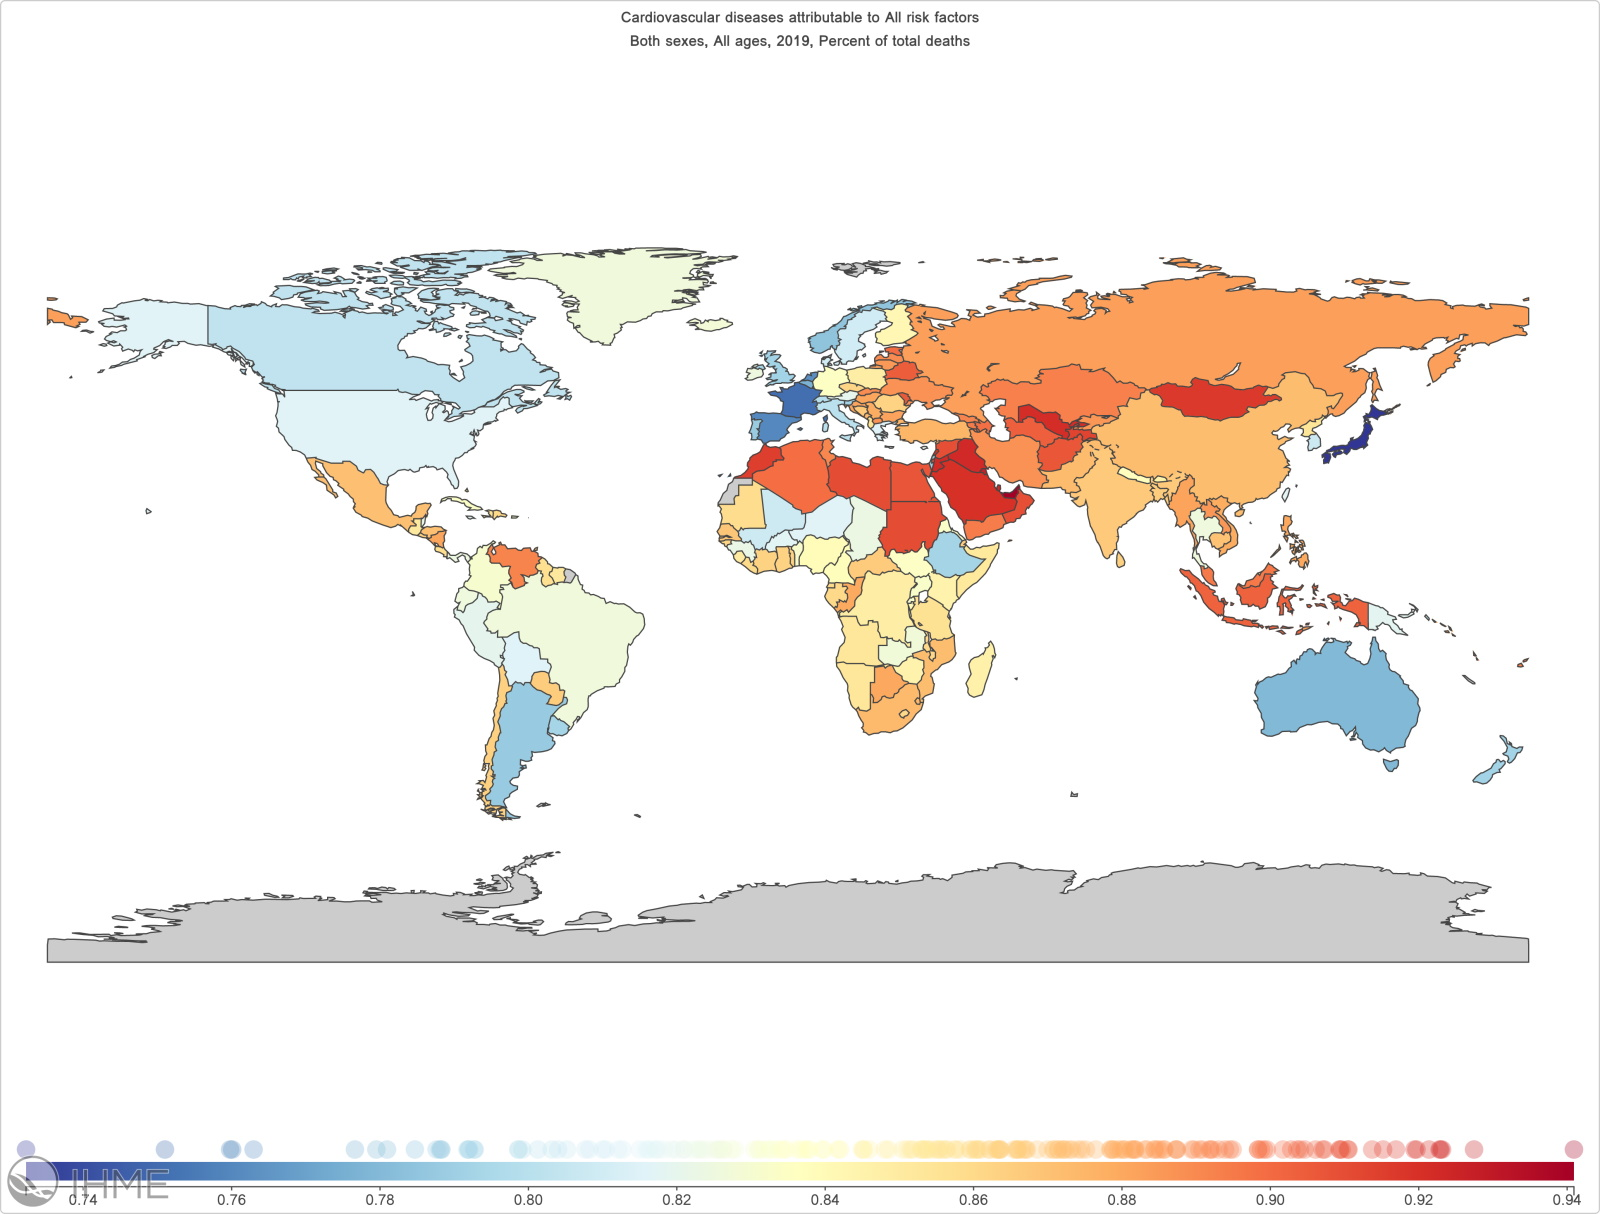 Cardiovascular diseases attributable to All risk factors
Both sexes, All ages, 2019, Percent of total deaths
IHME
0.74 0.76 0.78 0.80 0.82 0.84 0.86 0.88 0.90 0.92 0.94